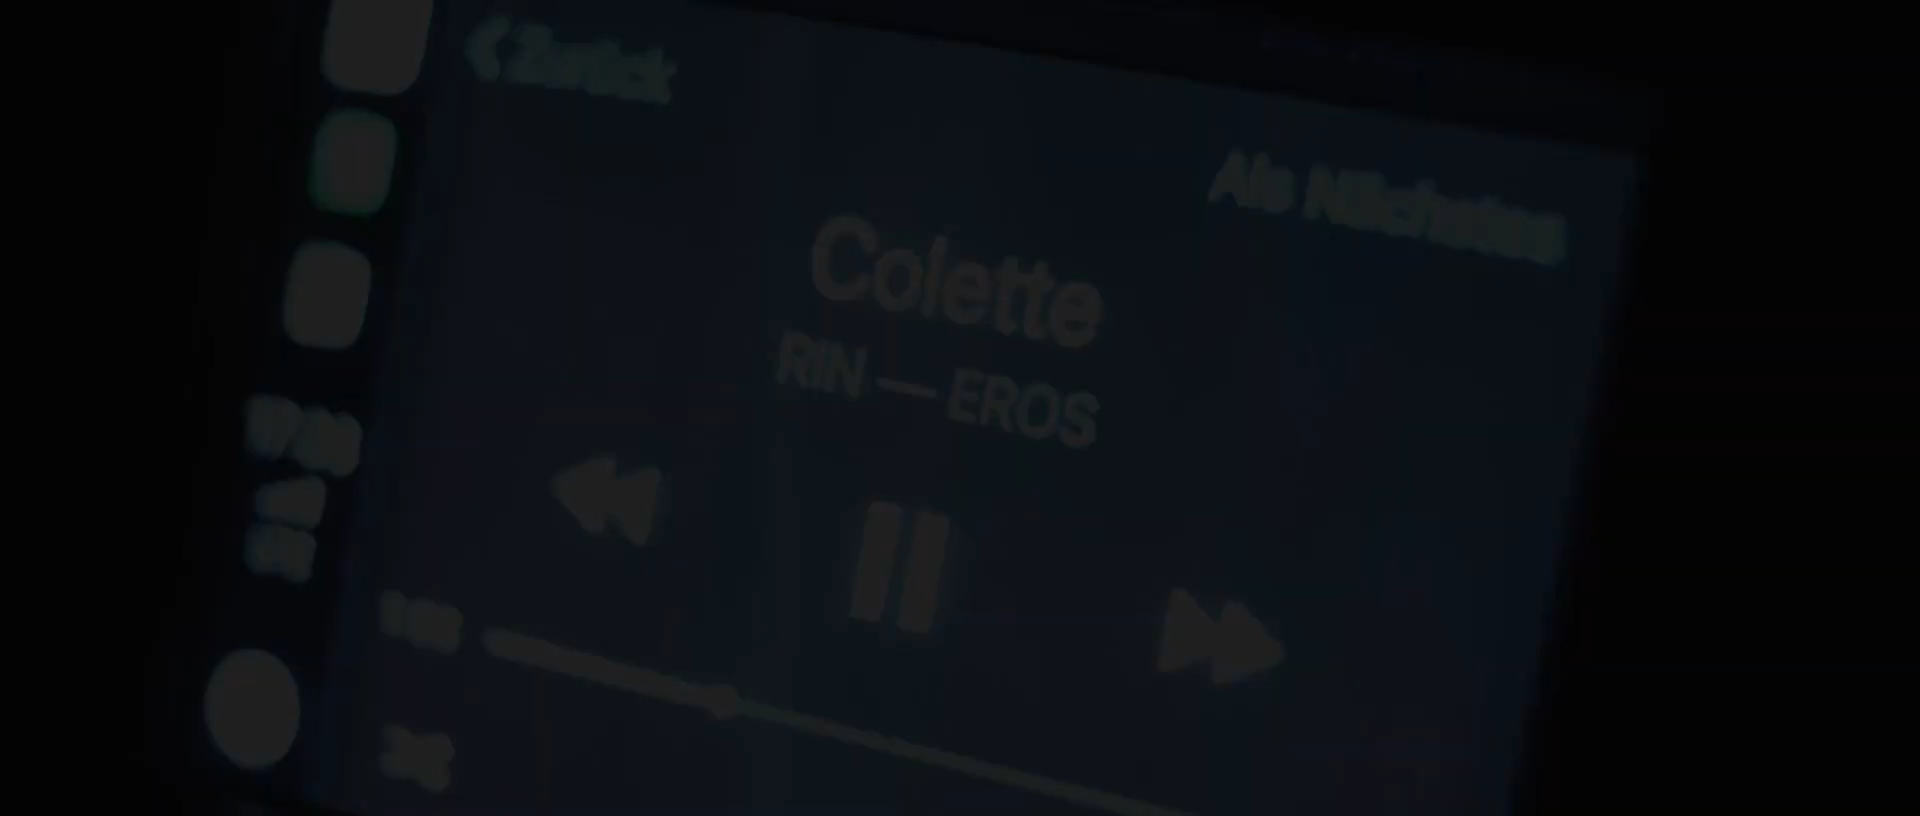 Zurück
Als Nächstes
Colette
RIN — EROS